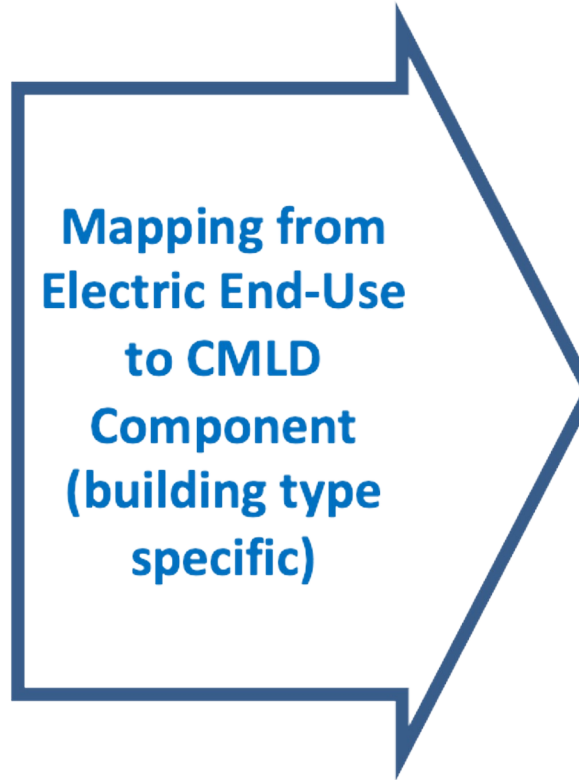 Mapping from
Electric End-Use
to CMLD
Component
(building type
specific)